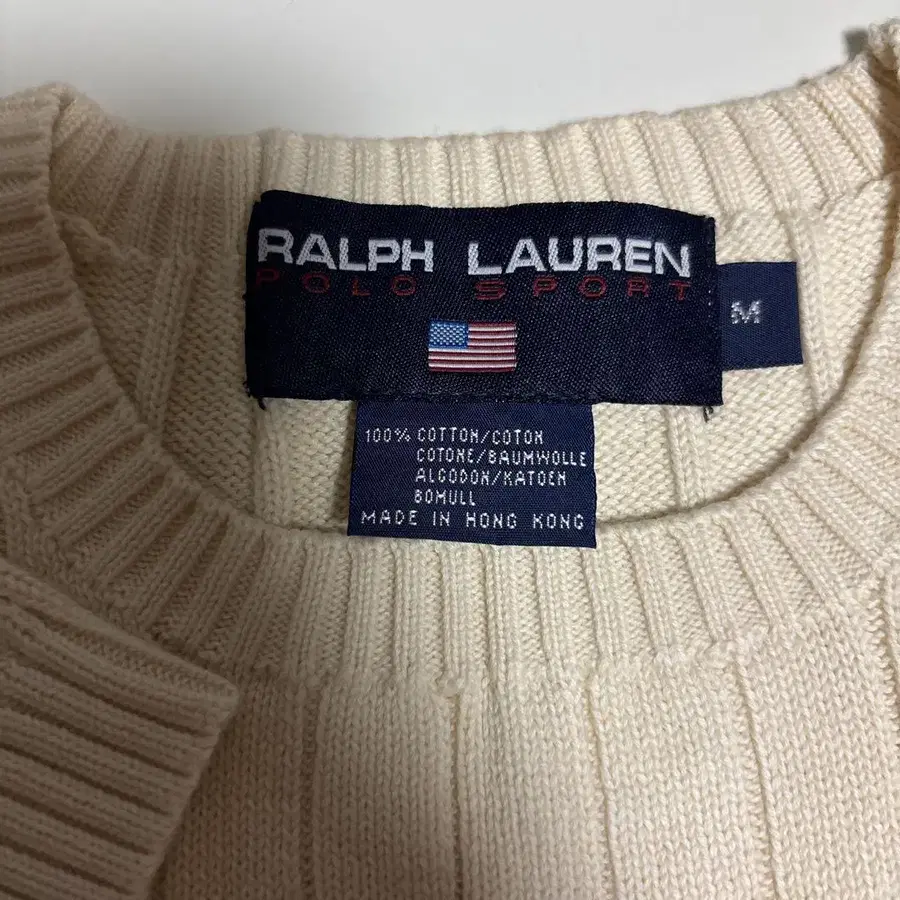 RALPH LAUREN
POLO SPORT
M
100% COTTON/COTON
COTONE/BAUMWOLLE
ALGODON/KATOEN
BOMULL
MADE IN HONG KONG